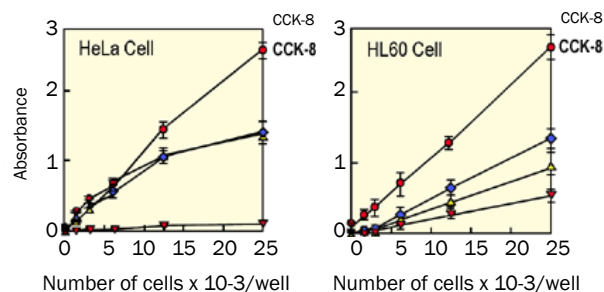 CCK-8
3
HeLa Cell
CCK-8
2
Absorbance
1
0
0 5 10 15 20 25
Number of cells x 10-3/well
CCK-8
3
HL60 Cell
CCK-8
2
1
0
0 5 10 15 20 25
Number of cells x 10-3/well